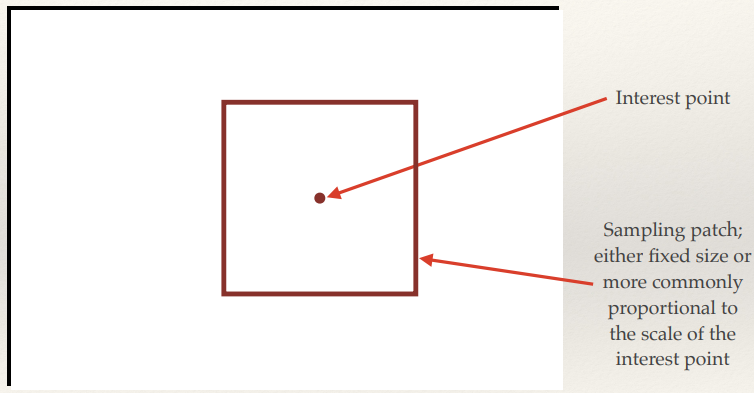 Interest point
Sampling patch;
either fixed size or
more commonly
proportional to
the scale of the
interest point